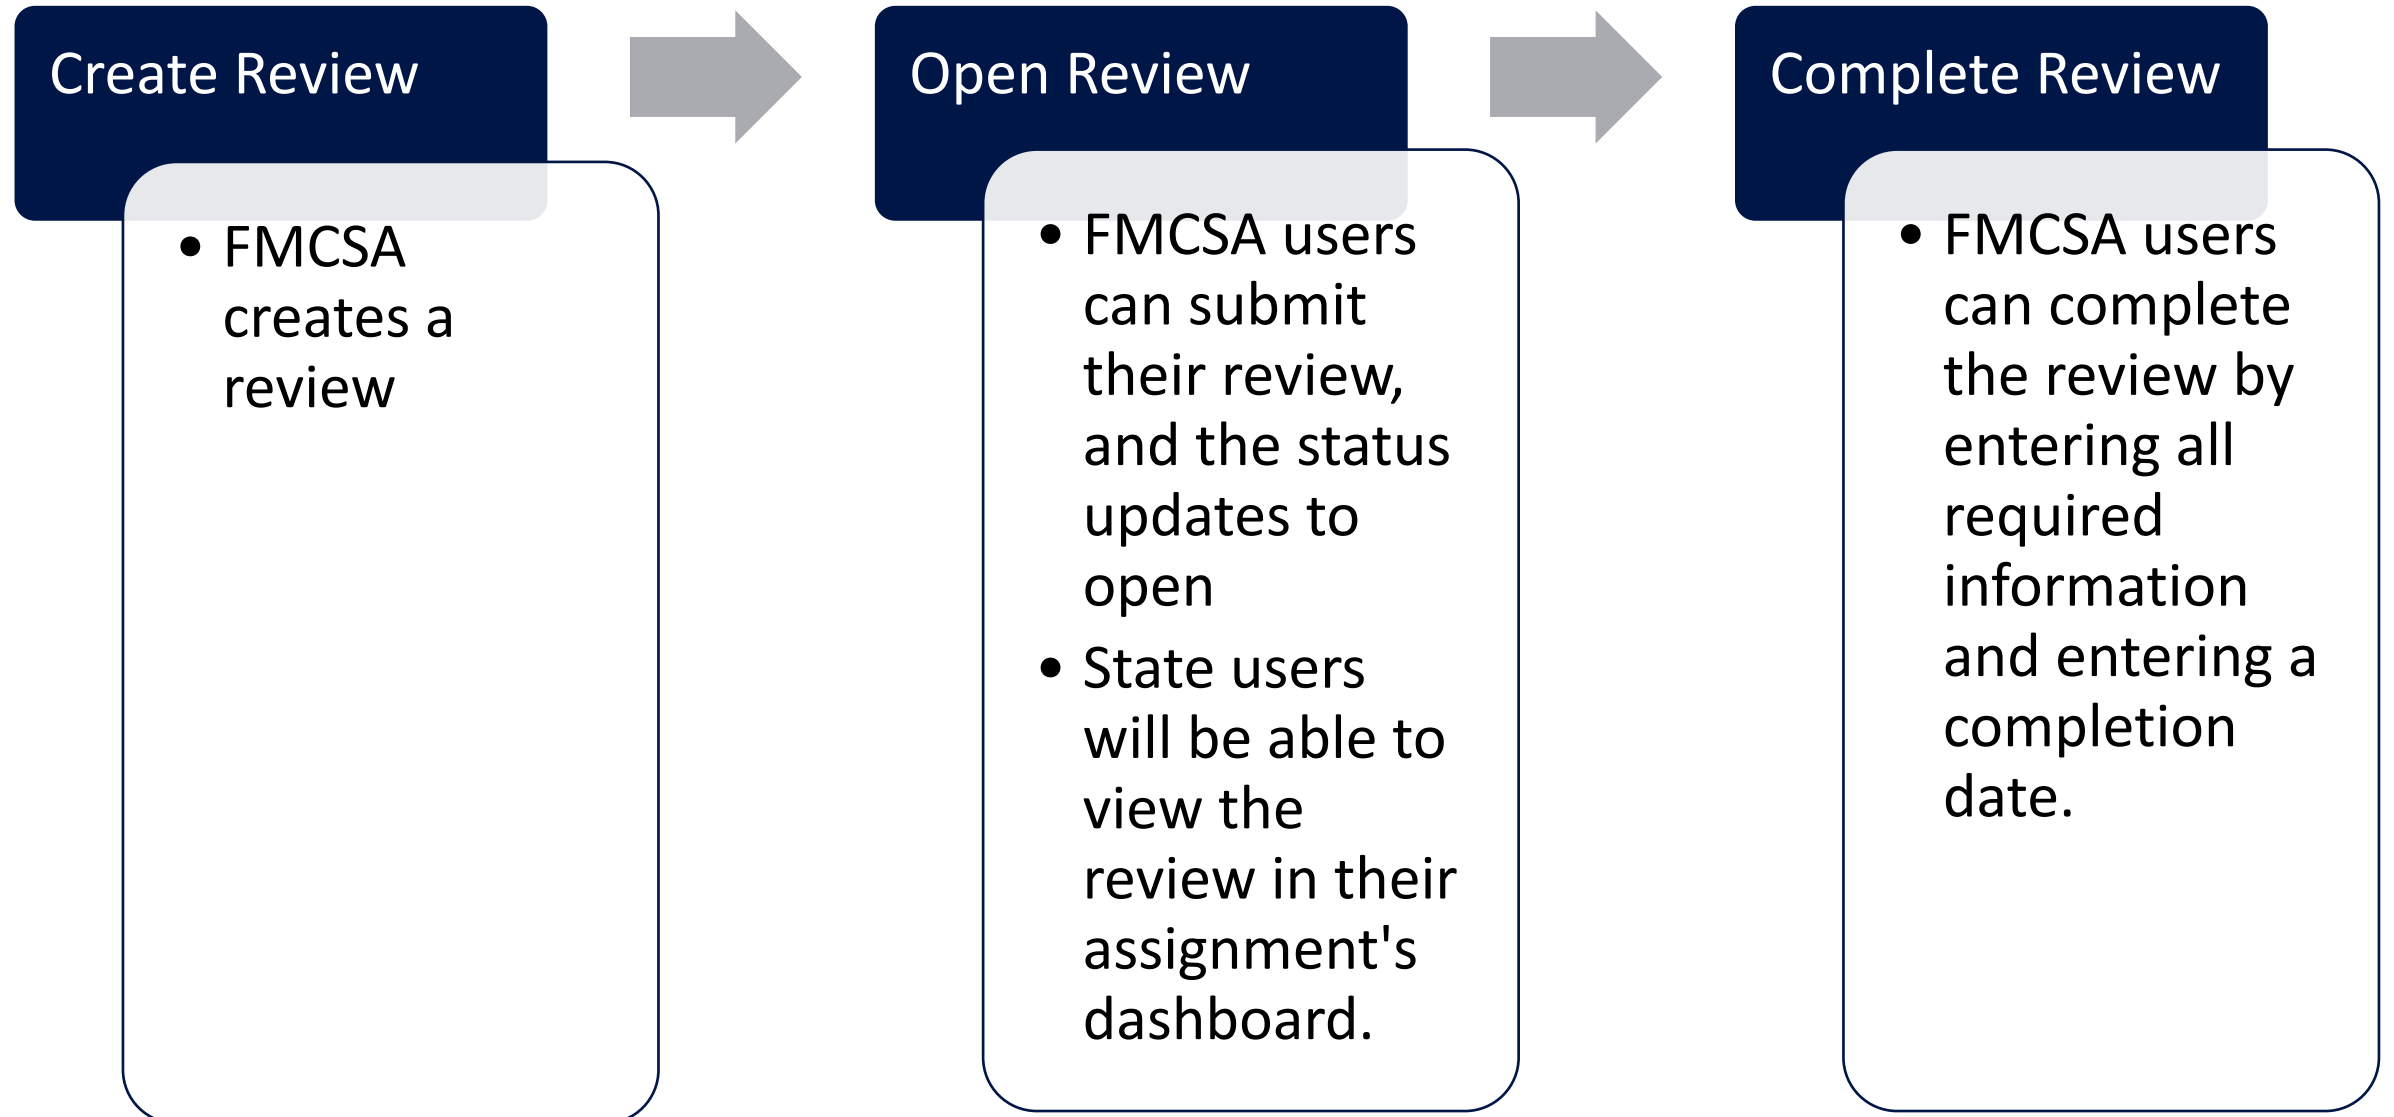 Create Review
• FMCSA
creates a
review
Open Review
• FMCSA users
can submit
their review,
and the status
updates to
open
• State users
will be able to
view the
review in their
assignment's
dashboard.
Complete Review
• FMCSA users
can complete
the review by
entering all
required
information
and entering a
completion
date.